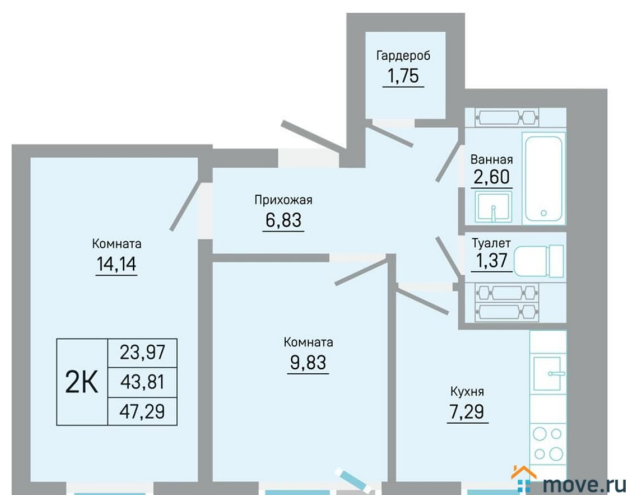 Гардероб
1,75
Ванная
2,60
Прихожая
6,83
Туалет
1,37
Комната
14,14
Комната
9,83
2К
23,97
43,81
47,29
Кухня
7,29
move.ru